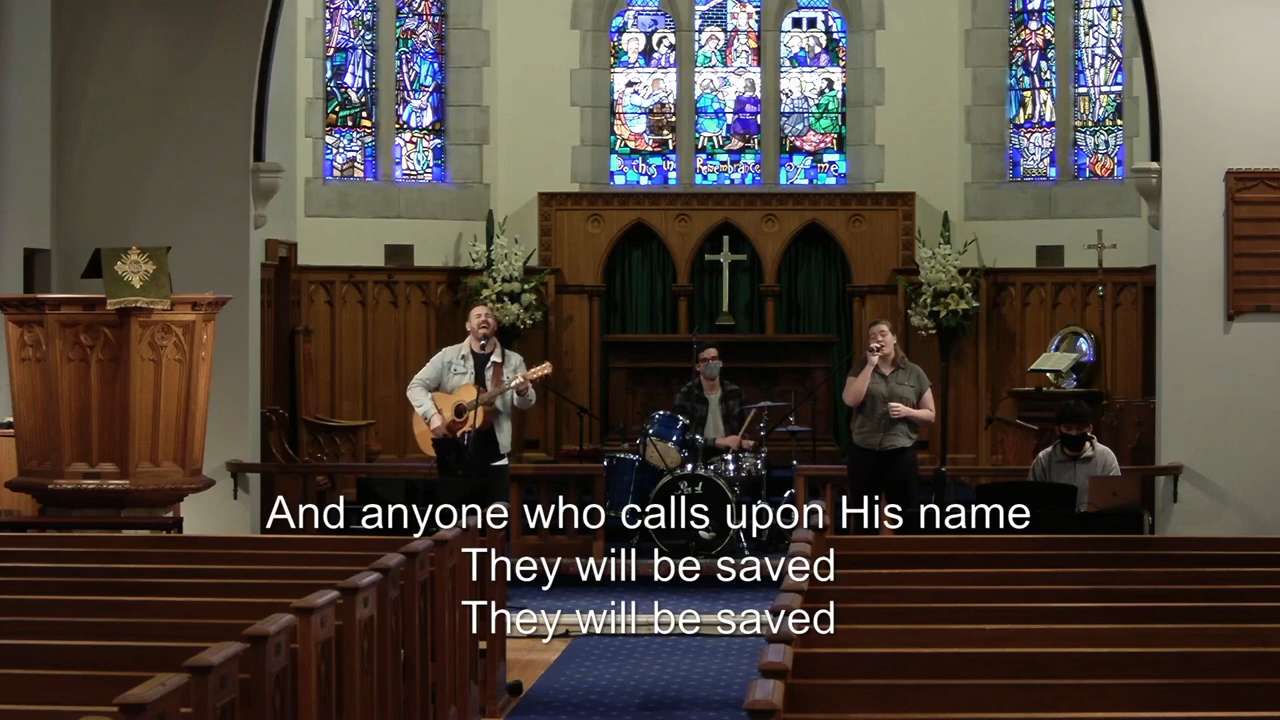 Do this in Remembrance of me
And anyone who calls upon His name
They will be saved
They will be saved